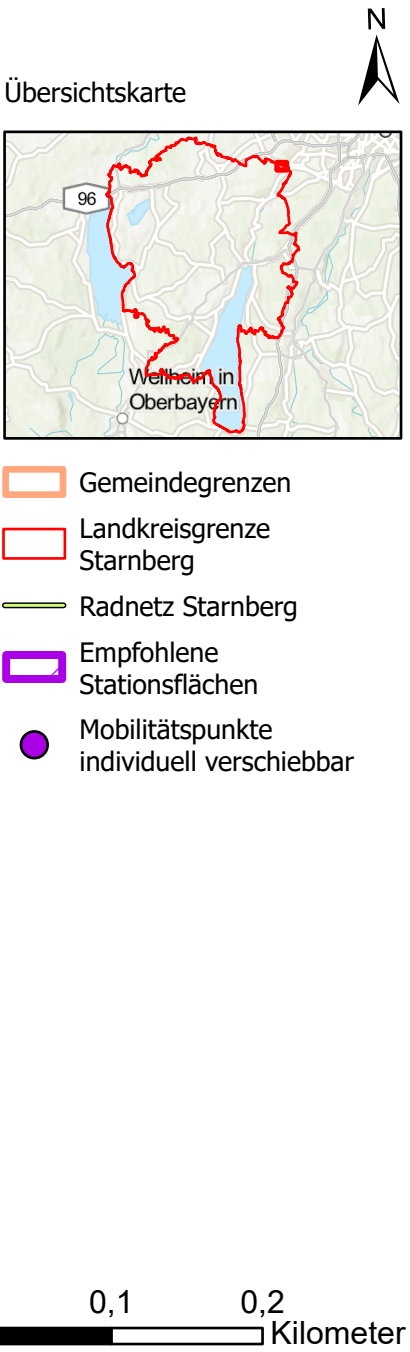 N
Übersichtskarte
96
Weilheim in
Oberbayern
Gemeindegrenzen
Landkreisgrenze
Starnberg
Radnetz Starnberg
Empfohlene
Stationsflächen
Mobilitätspunkte
individuell verschiebbar
0,1 0,2
Kilometer